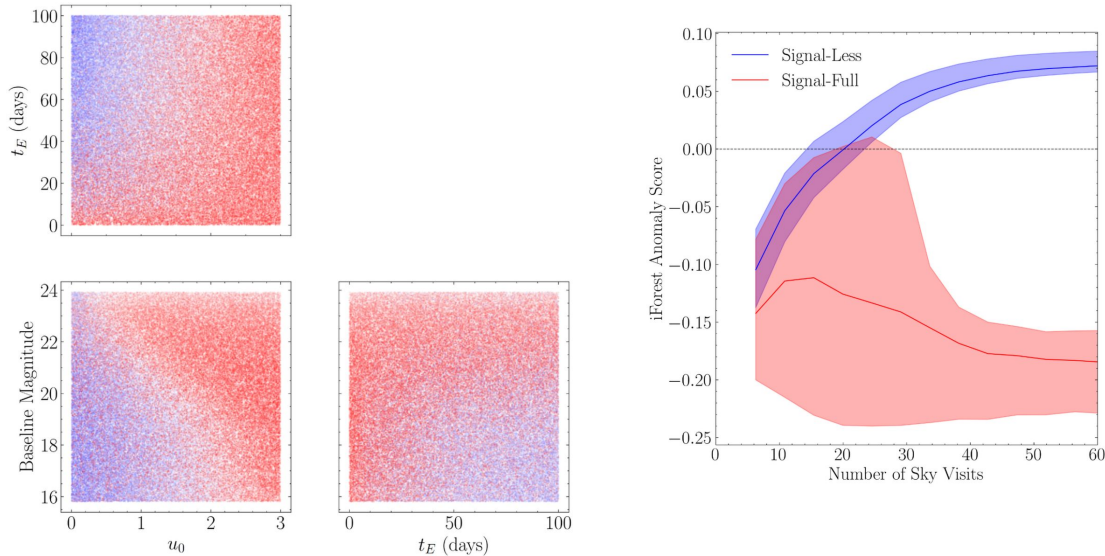 100
80
60
40
20
0
t_E (days)
24
22
20
18
16
Baseline Magnitude
0 1 2 3
u_0
0 50 100
t_E (days)
0.10
0.05
0.00
−0.05
−0.10
−0.15
−0.20
−0.25
iForest Anomaly Score
Signal-Less
Signal-Full
0 10 20 30 40 50 60
Number of Sky Visits